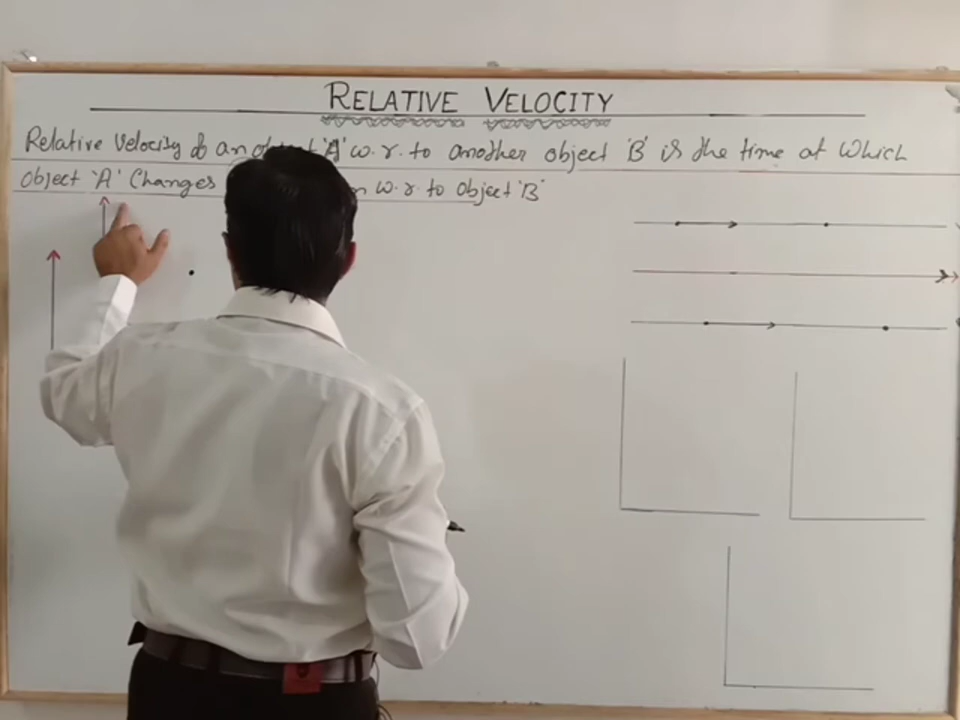 RELATIVE VELOCITY
Relative Velocity of an 'A' w.r. to another object 'B' is the time at which
object 'A' Changes w.r. to object 'B'